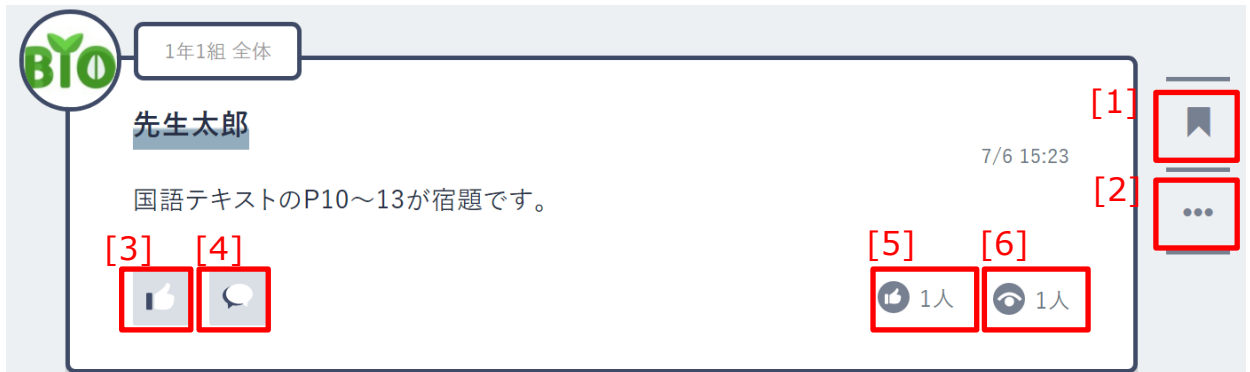 BYO
1年1組 全体
[1]
先生太郎
7/6 15:23
[2]
国語テキストのP10～13が宿題です。
[3] [4] [5] [6]
1人 1人